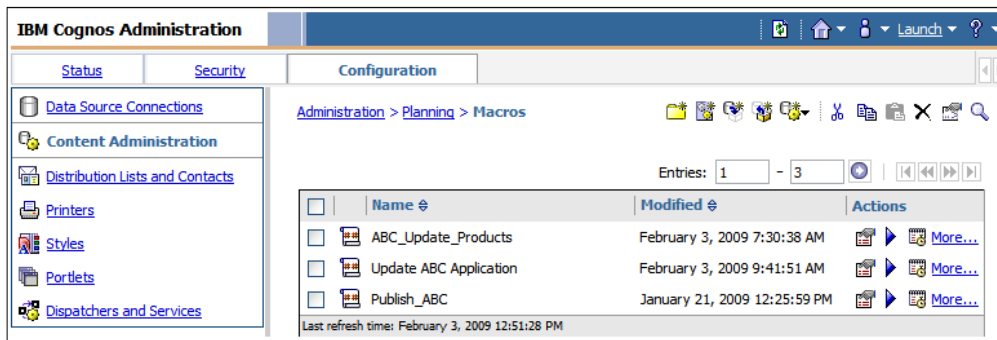 IBM Cognos Administration
Launch ?
Status Security Configuration
Data Source Connections
Administration > Planning > Macros
Content Administration
Distribution Lists and Contacts
Entries: 1 - 3
Printers
Name Modified Actions
Styles
ABC_Update_Products February 3, 2009 7:30:38 AM More...
Portlets
Update ABC Application February 3, 2009 9:41:51 AM More...
Dispatchers and Services
Publish_ABC January 21, 2009 12:25:59 PM More...
Last refresh time: February 3, 2009 12:51:28 PM